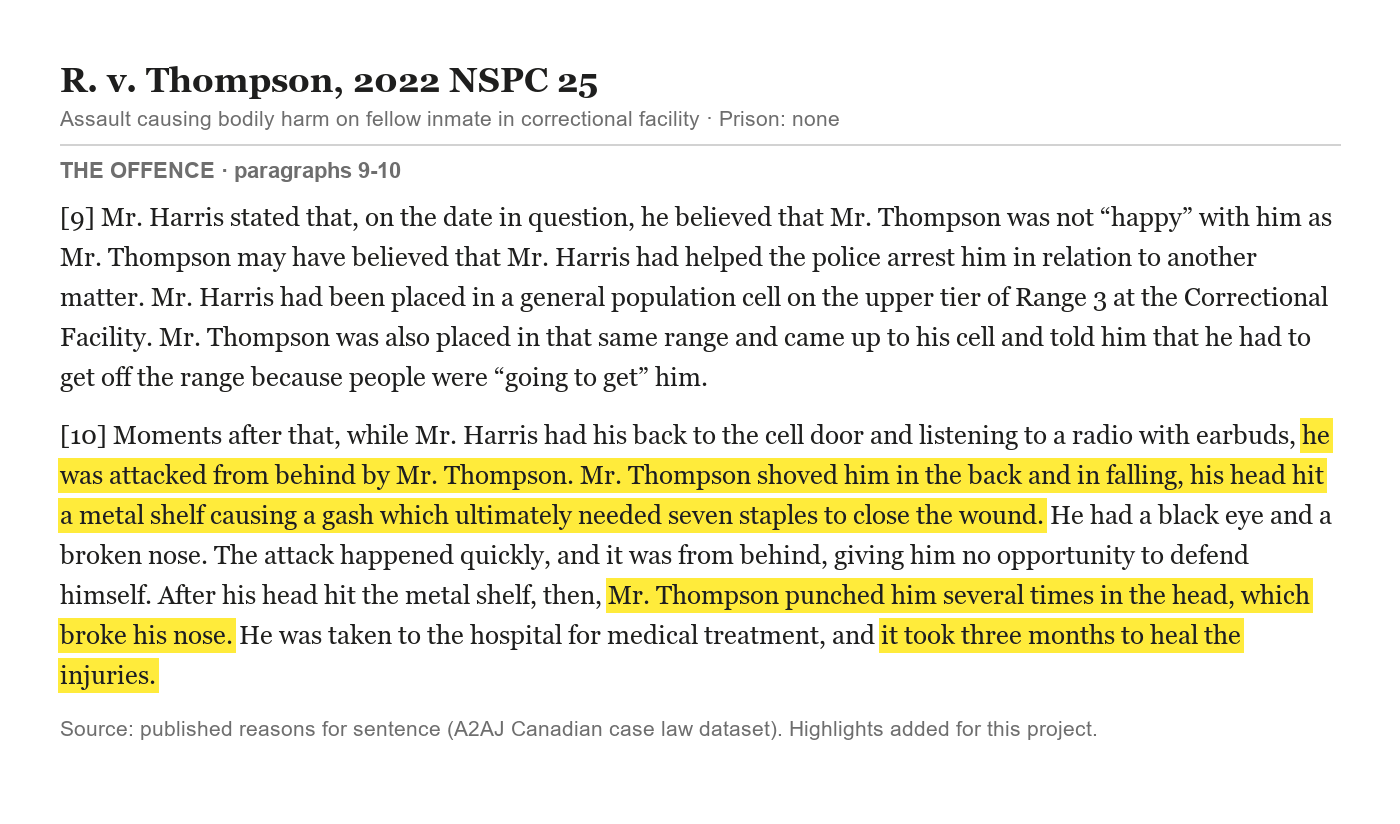 R. v. Thompson, 2022 NSPC 25
Assault causing bodily harm on fellow inmate in correctional facility · Prison: none
THE OFFENCE · paragraphs 9-10
[9] Mr. Harris stated that, on the date in question, he believed that Mr. Thompson was not “happy” with him as
Mr. Thompson may have believed that Mr. Harris had helped the police arrest him in relation to another
matter. Mr. Harris had been placed in a general population cell on the upper tier of Range 3 at the Correctional
Facility. Mr. Thompson was also placed in that same range and came up to his cell and told him that he had to
get off the range because people were “going to get” him.
[10] Moments after that, while Mr. Harris had his back to the cell door and listening to a radio with earbuds, he
was attacked from behind by Mr. Thompson. Mr. Thompson shoved him in the back and in falling, his head hit
a metal shelf causing a gash which ultimately needed seven staples to close the wound. He had a black eye and a
broken nose. The attack happened quickly, and it was from behind, giving him no opportunity to defend
himself. After his head hit the metal shelf, then, Mr. Thompson punched him several times in the head, which
broke his nose. He was taken to the hospital for medical treatment, and it took three months to heal the
injuries.
Source: published reasons for sentence (A2AJ Canadian case law dataset). Highlights added for this project.